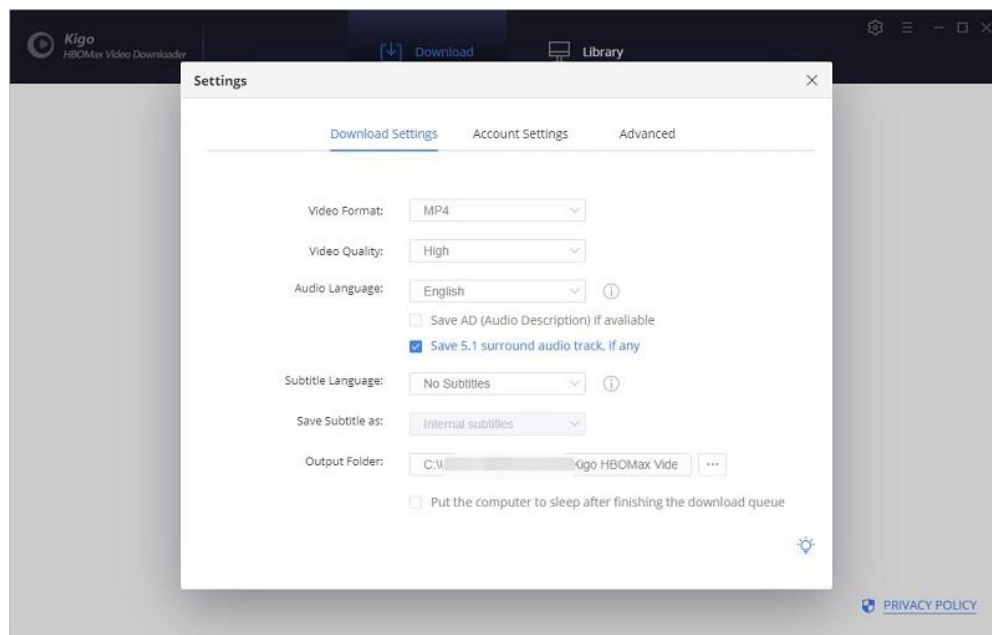 Kigo
HBOMax Video Downloader
Download
Library
Settings
Download Settings Account Settings Advanced
Video Format: MP4
Video Quality: High
Audio Language: English
Save AD (Audio Description) if avaliable
Save 5.1 surround audio track, if any
Subtitle Language: No Subtitles
Save Subtitle as: Internal subtitles
Output Folder: C:\ Kigo HBOMax Vide ...
Put the computer to sleep after finishing the download queue
PRIVACY POLICY